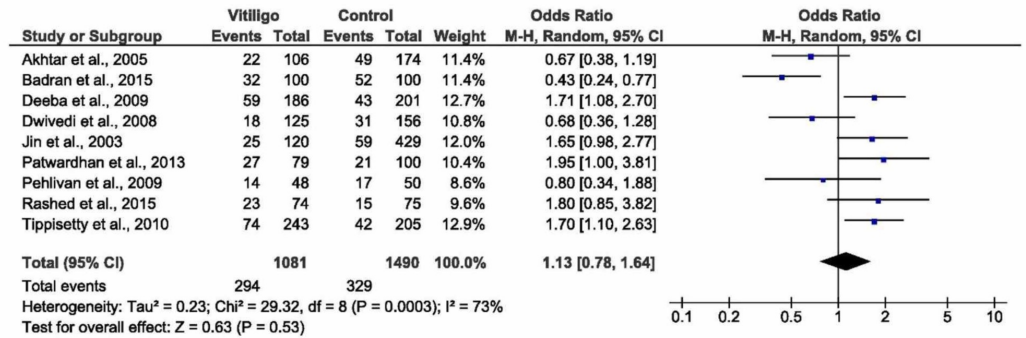 Vitiligo Control Odds Ratio Odds Ratio
Study or Subgroup Events Total Events Total Weight M-H, Random, 95% CI M-H, Random, 95% CI
Akhtar et al., 2005 22 106 49 174 11.4% 0.67 [0.38, 1.19]
Badran et al., 2015 32 100 52 100 11.4% 0.43 [0.24, 0.77]
Deeba et al., 2009 59 186 43 201 12.7% 1.71 [1.08, 2.70]
Dwivedi et al., 2008 18 125 31 156 10.8% 0.68 [0.36, 1.28]
Jin et al., 2003 25 120 59 429 12.0% 1.65 [0.98, 2.77]
Patwardhan et al., 2013 27 79 21 100 10.4% 1.95 [1.00, 3.81]
Pehlivan et al., 2009 14 48 17 50 8.6% 0.80 [0.34, 1.88]
Rashed et al., 2015 23 74 15 75 9.6% 1.80 [0.85, 3.82]
Tippisetty et al., 2010 74 243 42 205 12.9% 1.70 [1.10, 2.63]
Total (95% CI) 1081 1490 100.0% 1.13 [0.78, 1.64]
Total events 294 329
Heterogeneity: Tau² = 0.23; Chi² = 29.32, df = 8 (P = 0.0003); I² = 73%
Test for overall effect: Z = 0.63 (P = 0.53)
0.1 0.2 0.5 1 2 5 10